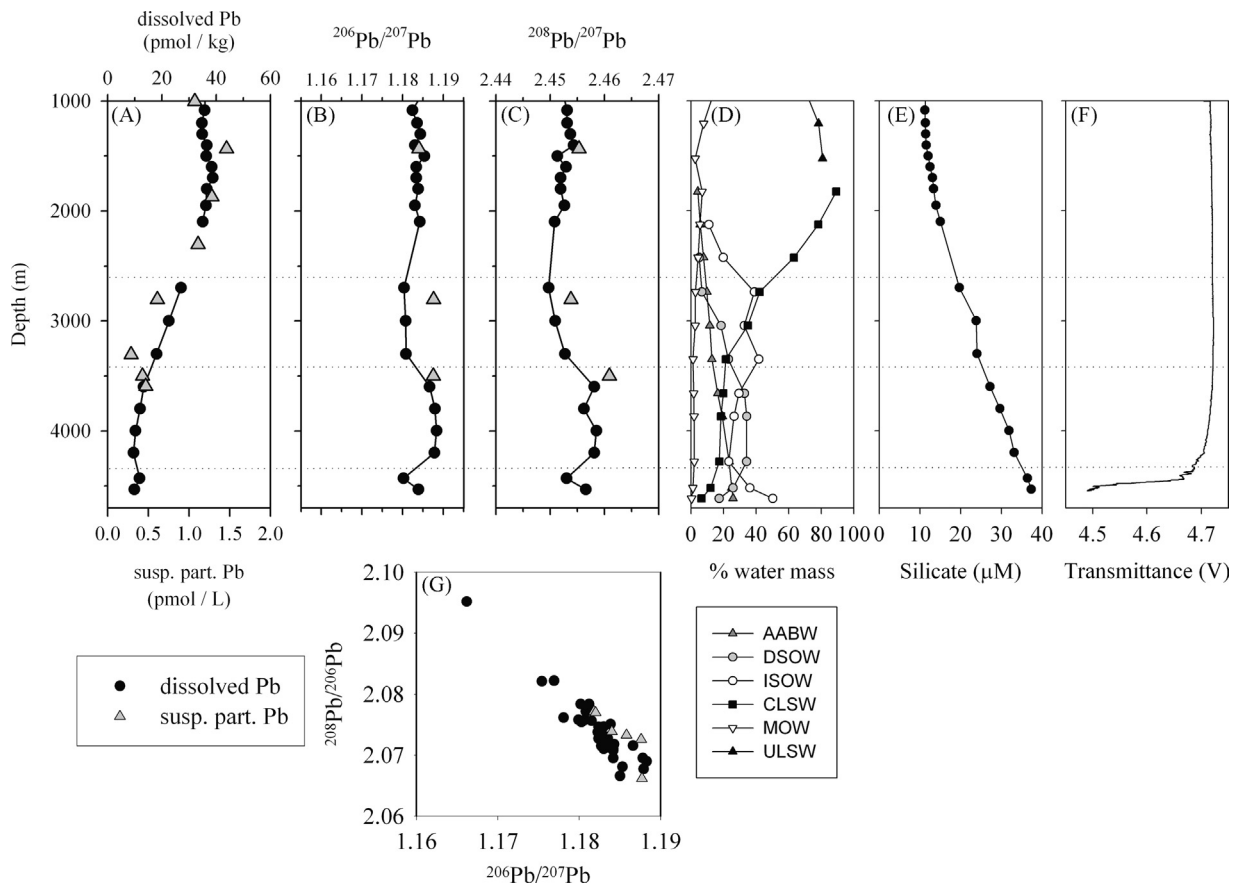 dissolved Pb
(pmol / kg)
0 20 40 60
²⁰⁶Pb/²⁰⁷Pb
1.16 1.17 1.18 1.19
²⁰⁸Pb/²⁰⁷Pb
2.44 2.45 2.46 2.47
Depth (m)
1000
2000
3000
4000
(A)
(B)
(C)
(D)
(E)
(F)
0.0 0.5 1.0 1.5 2.0
susp. part. Pb
(pmol / L)
0 20 40 60 80 100
% water mass
0 10 20 30 40
Silicate (µM)
4.5 4.6 4.7
Transmittance (V)
dissolved Pb
susp. part. Pb
(G)
²⁰⁸Pb/²⁰⁶Pb
2.10
2.09
2.08
2.07
2.06
1.16 1.17 1.18 1.19
²⁰⁶Pb/²⁰⁷Pb
AABW
DSOW
ISOW
CLSW
MOW
ULSW